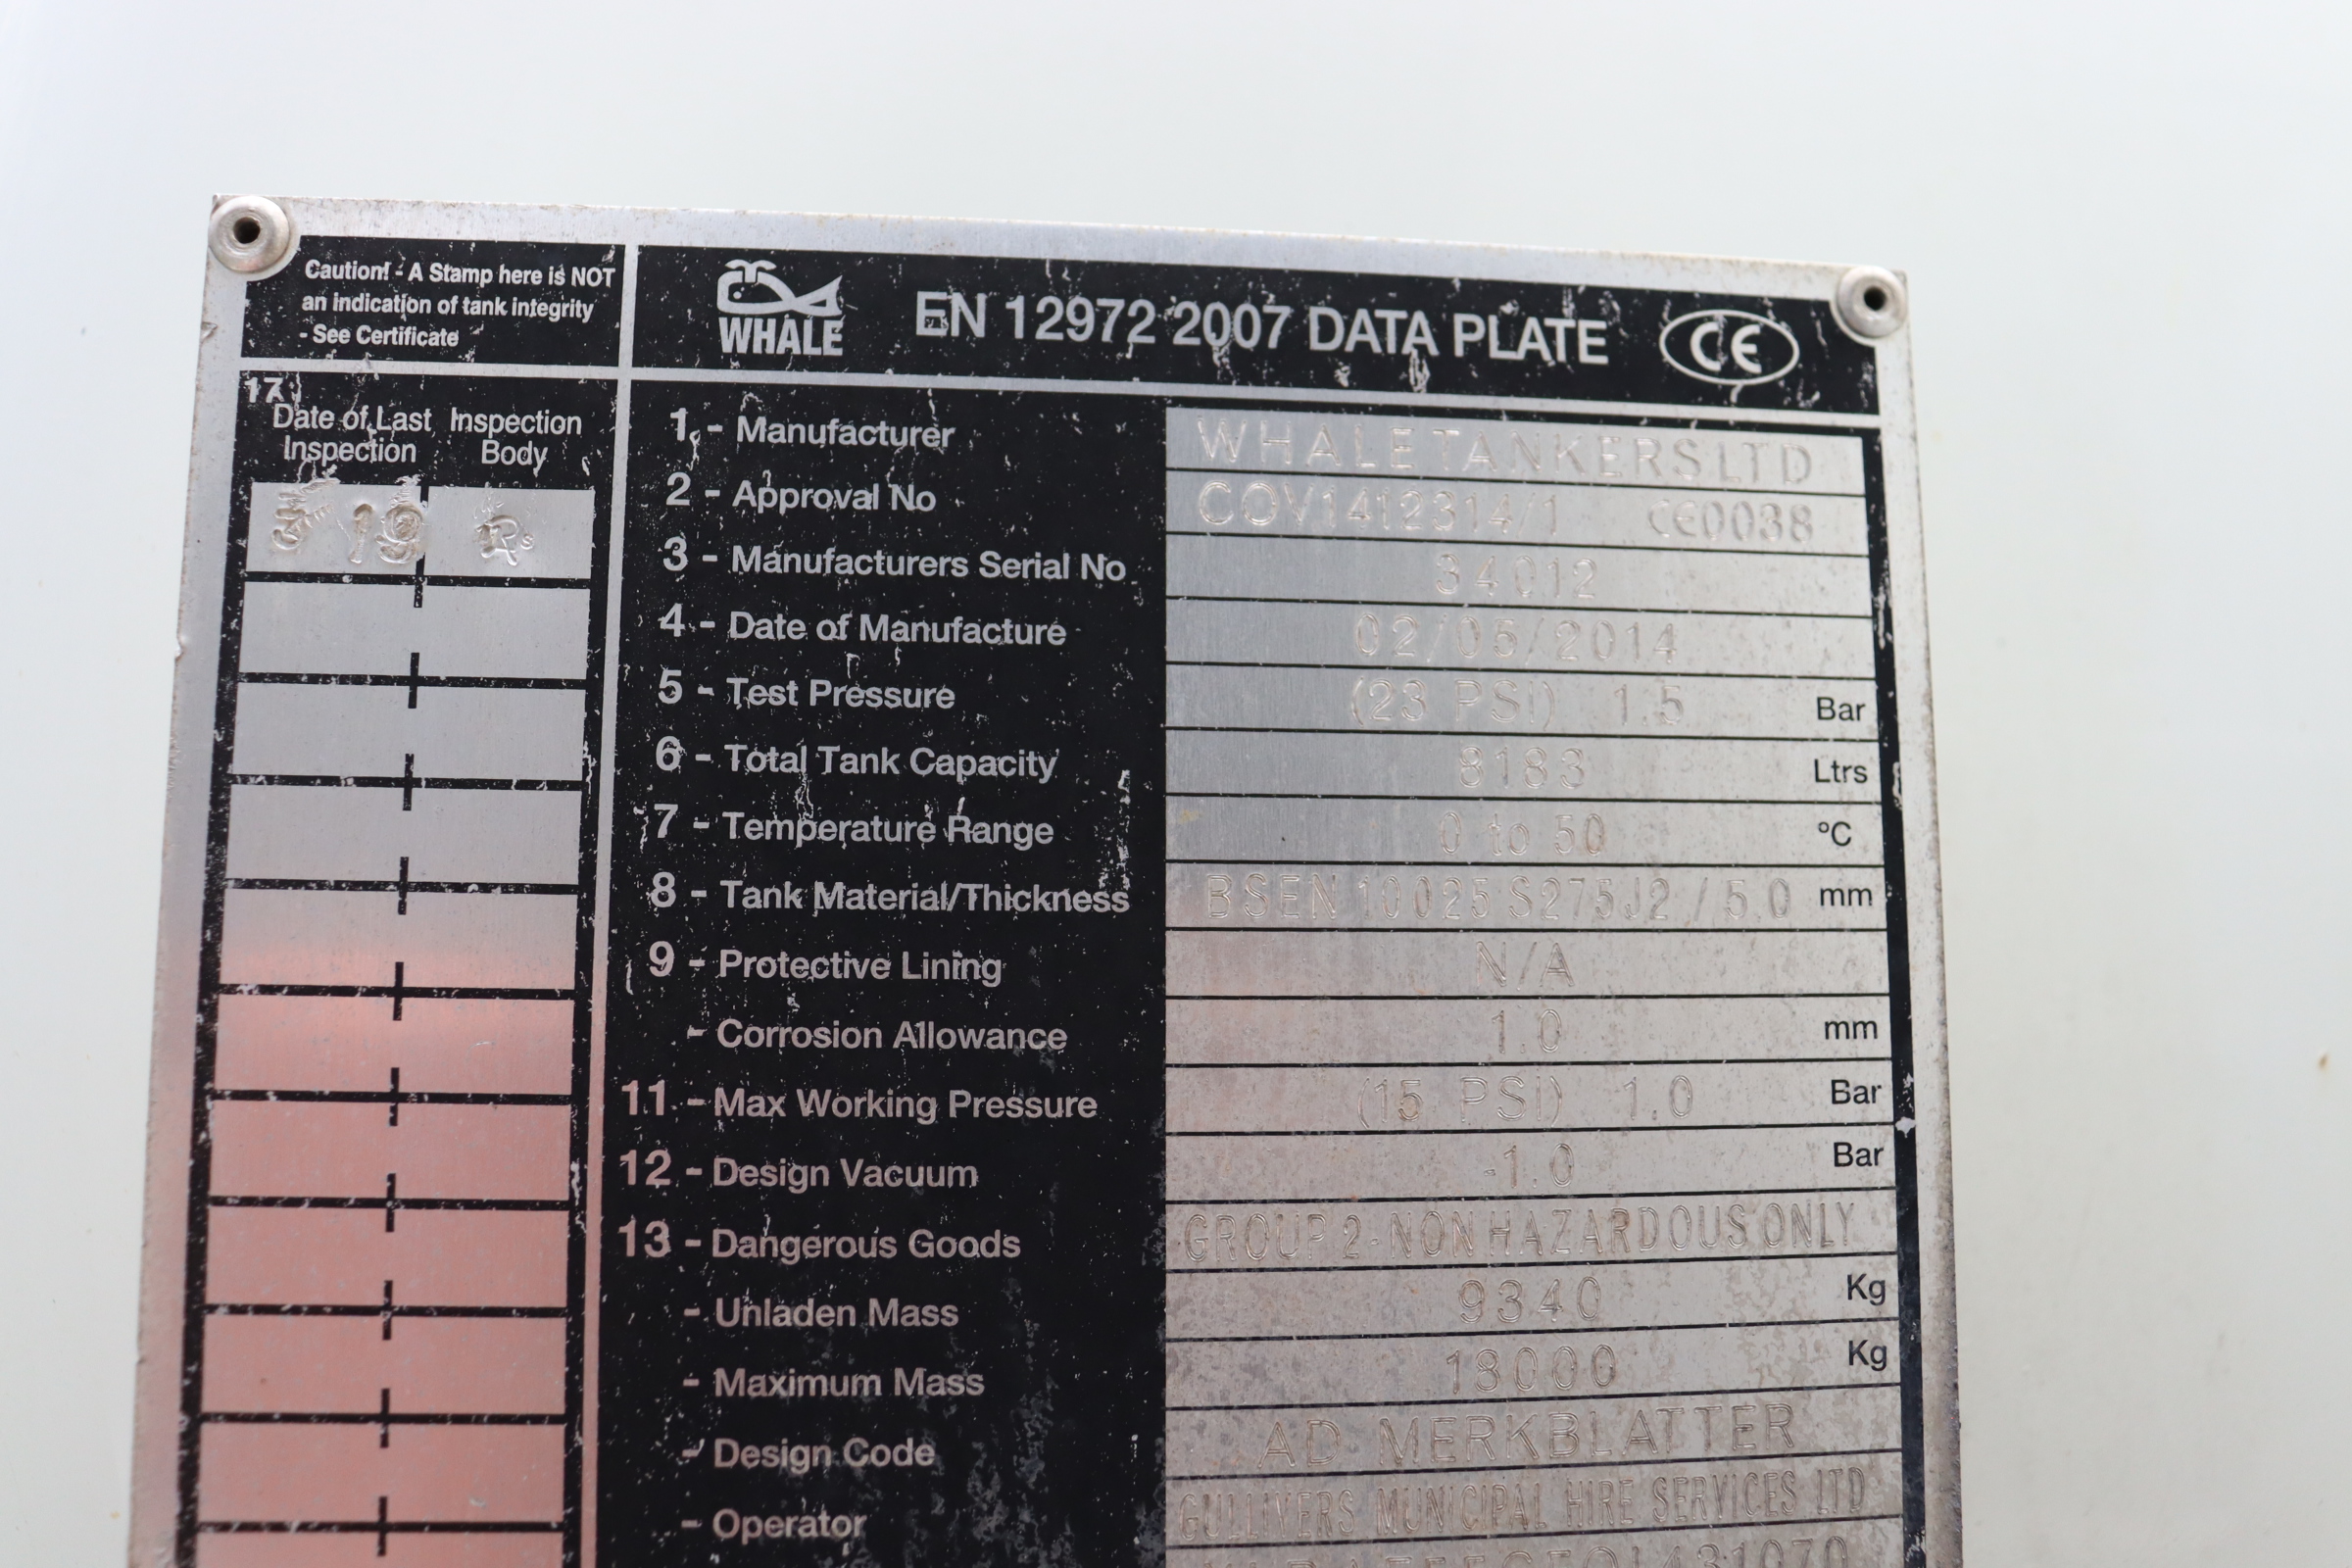 Caution! - A Stamp here is NOT
an indication of tank integrity
- See Certificate
WHALE
EN 12972 2007 DATA PLATE
CE
17
Date of Last Inspection
Inspection Body
19
1 - Manufacturer WHALE TANKERS LTD
2 - Approval No COV1412314/1 CE0038
3 - Manufacturers Serial No 34012
4 - Date of Manufacture 02/05/2014
5 - Test Pressure (23 PSI) 1.5 Bar
6 - Total Tank Capacity 8183 Ltrs
7 - Temperature Range 0 to 50 °C
8 - Tank Material/Thickness BSEN 10025 S275J2 / 5.0 mm
9 - Protective Lining N/A
- Corrosion Allowance 1.0 mm
11 - Max Working Pressure (15 PSI) 1.0 Bar
12 - Design Vacuum -1.0 Bar
13 - Dangerous Goods GROUP 2 - NON HAZARDOUS ONLY
- Unladen Mass 9340 Kg
- Maximum Mass 18000 Kg
- Design Code AD MERKBLATTER
- Operator GULLIVERS MUNICIPAL HIRE SERVICES LTD